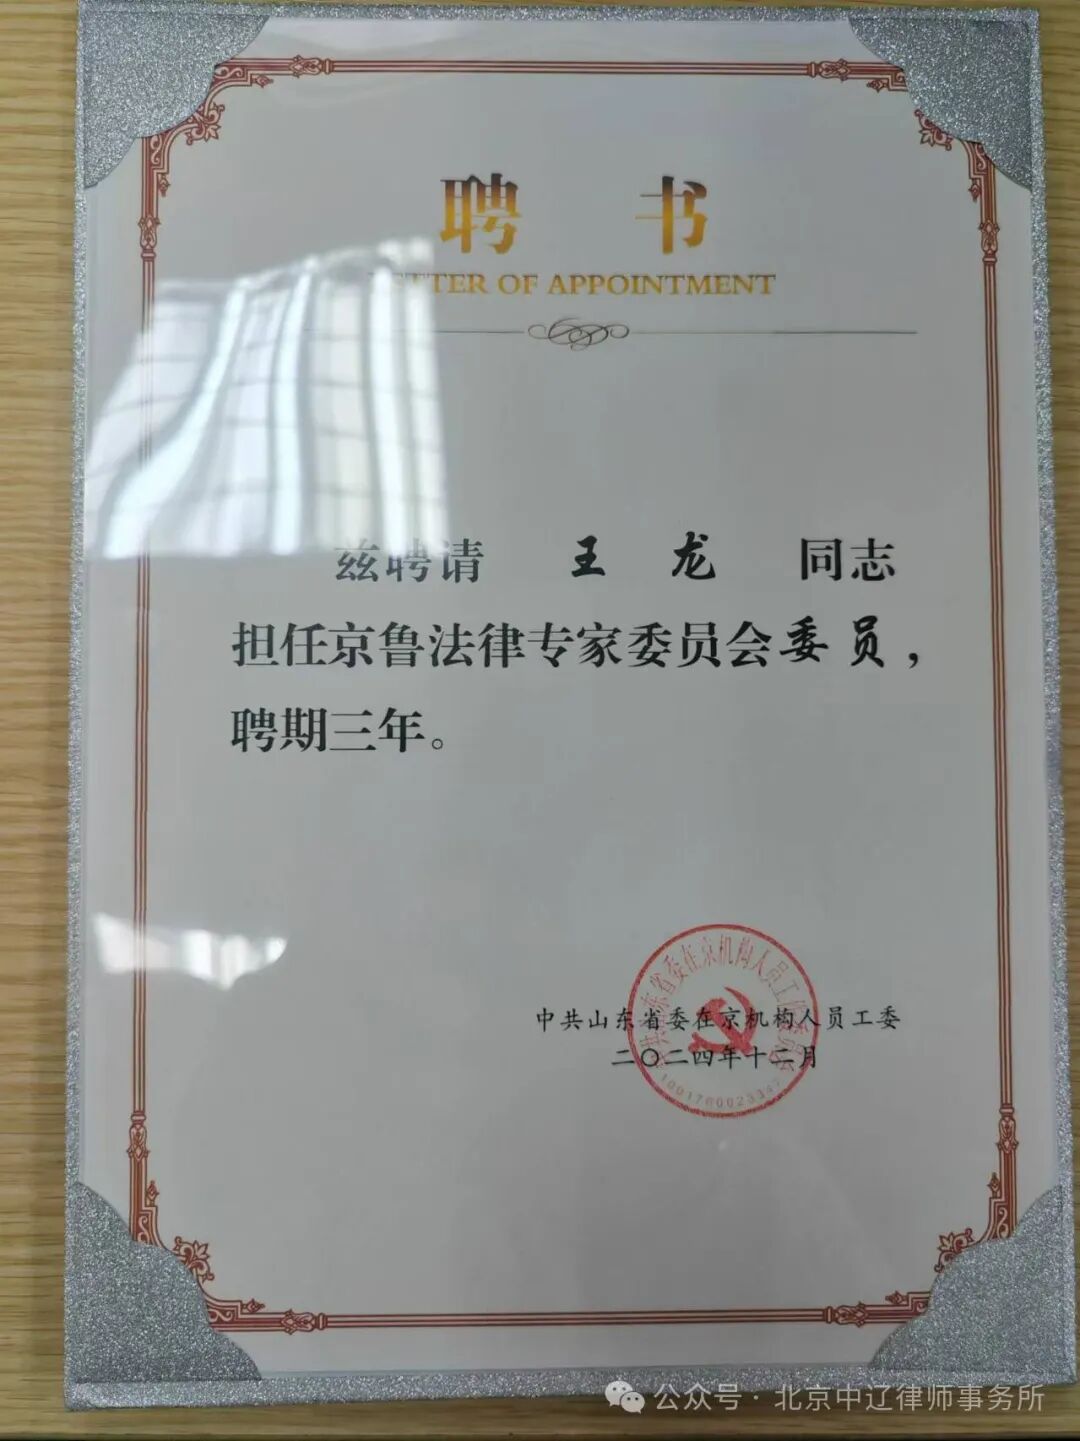 聘书
LETTER OF APPOINTMENT
兹聘请 王龙 同志
担任京鲁法律专家委员会委员，
聘期三年。
中共山东省委在京机构人员工委
二〇二四年十二月
公众号·北京中辽律师事务所